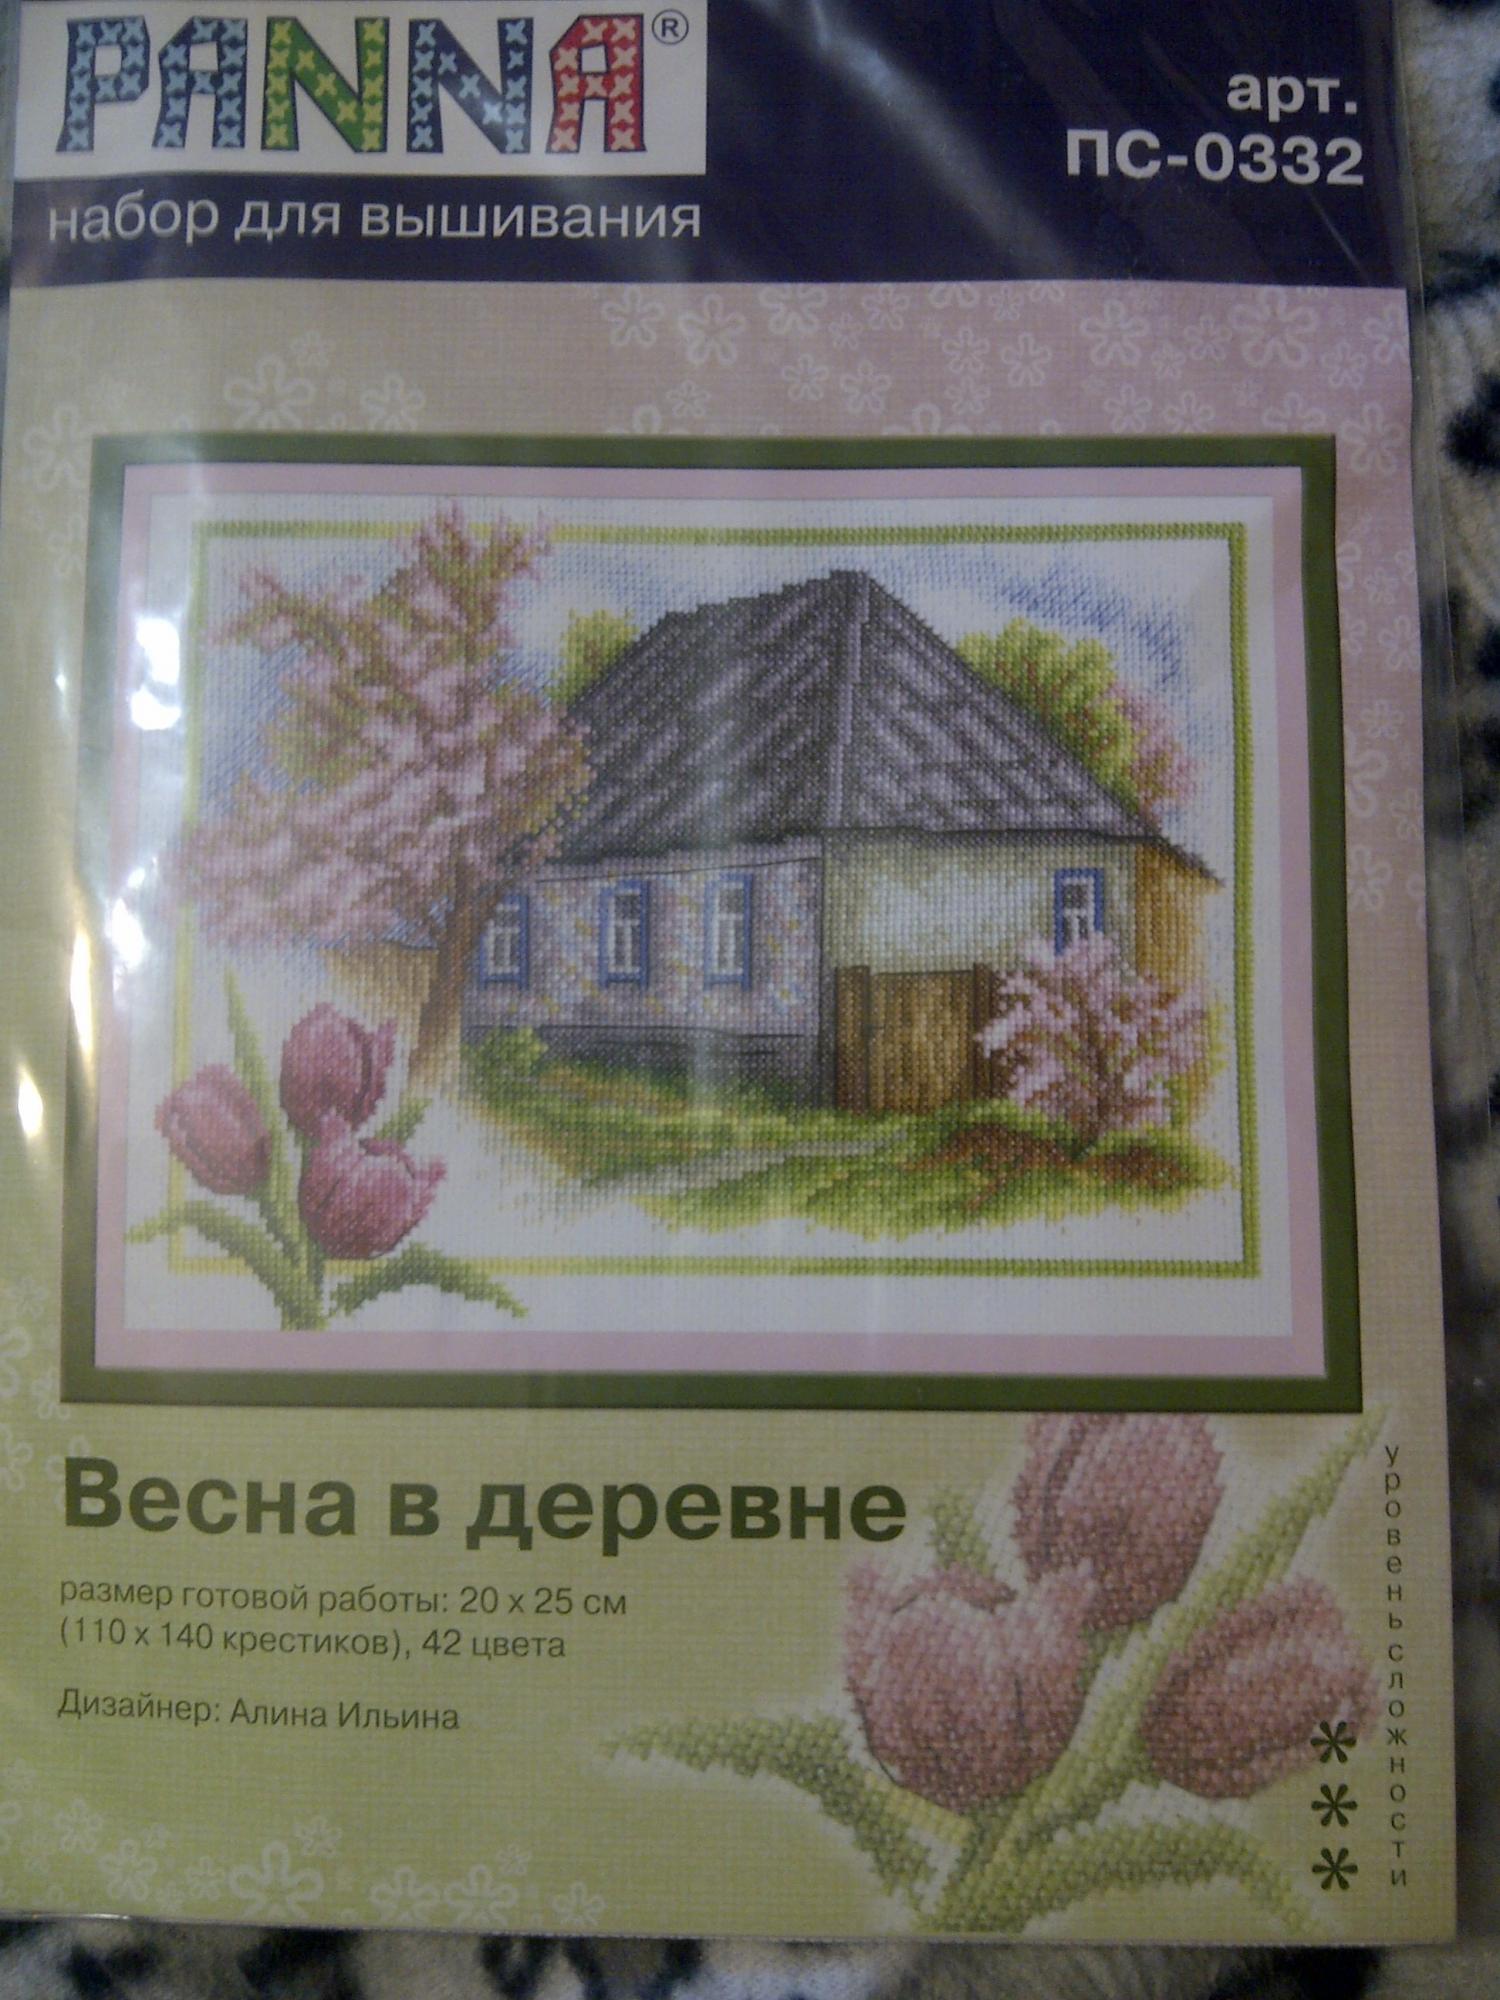 PANNA®
арт.
ПС-0332
набор для вышивания
Весна в деревне
размер готовой работы: 20 х 25 см
(110 х 140 крестиков), 42 цвета
Дизайнер: Алина Ильина
уровень сложности
***